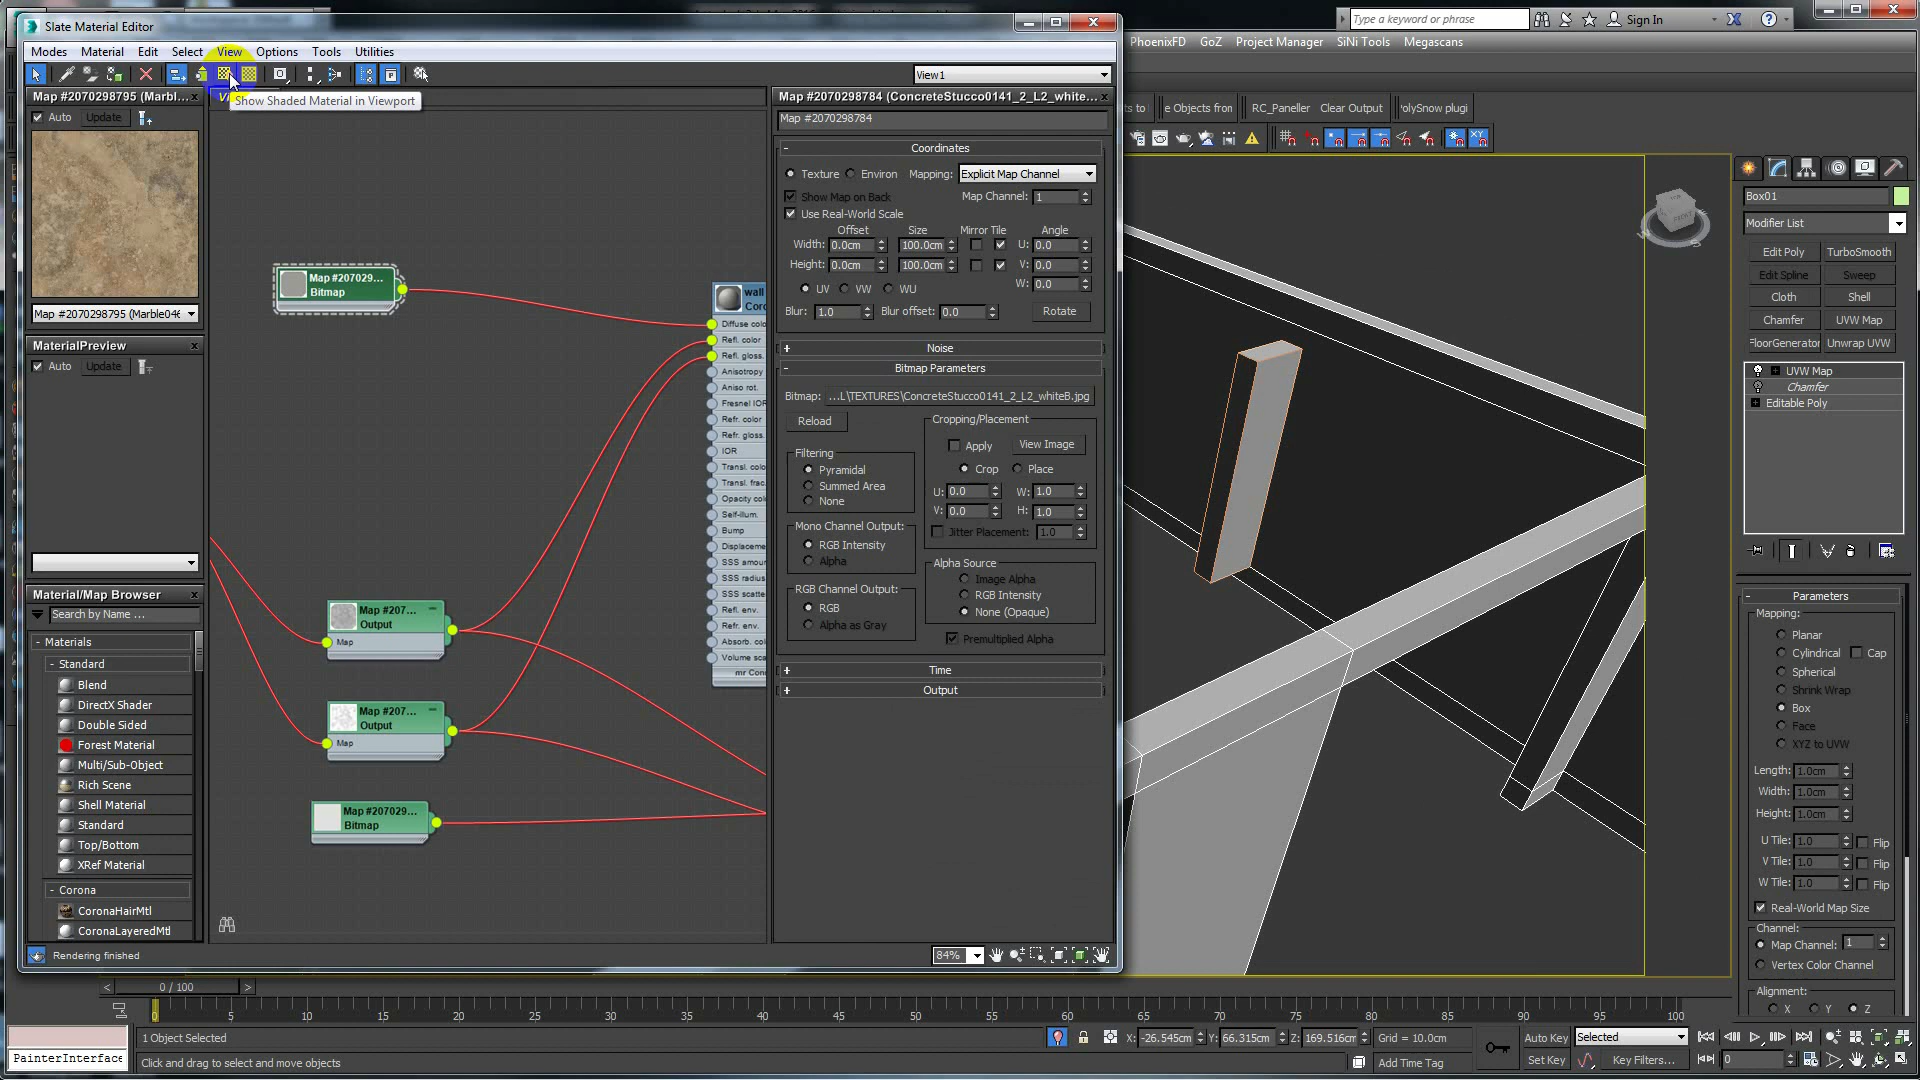 Slate Material Editor
Type a keyword or phrase
Sign In
Modes Material Edit Select View Options Tools Utilities
PhoenixFD GoZ Project Manager SiNi Tools Megascans
View1
Show Shaded Material in Viewport
Map #2070298795 (Marbl...
Auto Update
Map #2070298795 (Marble046
MaterialPreview
Auto Update
Material/Map Browser
Search by Name ...
- Materials
- Standard
Blend
DirectX Shader
Double Sided
Forest Material
Multi/Sub-Object
Rich Scene
Shell Material
Standard
Top/Bottom
XRef Material
- Corona
CoronaHairMtl
CoronaLayeredMtl
Rendering finished
Map #207029...
Bitmap
Map #207...
Output
Map
Map #207...
Output
Map
Map #207029...
Bitmap
wall
Coro
Diffuse colo
Refl. color
Refl. gloss.
Anisotropy
Aniso rot.
Fresnel IOR
Refr. color
Refr. gloss.
IOR
Transl. colo
Transl. frac.
Opacity colo
Self-Illum.
Bump
Displaceme
SSS amour
SSS radius
SSS scatte
Refl. env.
Refr. env.
Absorb. colo
Volume sca
mr Conn
Map #2070298784 (ConcreteStucco0141_2_L2_white...
Map #2070298784
- Coordinates
Texture Environ Mapping: Explicit Map Channel
Show Map on Back Map Channel: 1
Use Real-World Scale
Offset Size Mirror Tile Angle
Width: 0.0cm 100.0cm U: 0.0
Height: 0.0cm 100.0cm V: 0.0
W: 0.0
UV VW WU
Blur: 1.0 Blur offset: 0.0 Rotate
+ Noise
- Bitmap Parameters
Bitmap: ...L\TEXTURES\ConcreteStucco0141_2_L2_whiteB.jpg
Reload
Cropping/Placement
Apply View Image
Crop Place
U: 0.0 W: 1.0
V: 0.0 H: 1.0
Jitter Placement: 1.0
Filtering
Pyramidal
Summed Area
None
Mono Channel Output:
RGB Intensity
Alpha
RGB Channel Output:
RGB
Alpha as Gray
Alpha Source
Image Alpha
RGB Intensity
None (Opaque)
Premultiplied Alpha
+ Time
+ Output
84%
ts to e Objects from RC_Paneller Clear Output PolySnow plugi
Box01
Modifier List
Edit Poly TurboSmooth
Edit Spline Sweep
Cloth Shell
Chamfer UVW Map
FloorGenerator Unwrap UVW
UVW Map
Chamfer
Editable Poly
- Parameters
Mapping:
Planar
Cylindrical Cap
Spherical
Shrink Wrap
Box
Face
XYZ to UVW
Length: 1.0cm
Width: 1.0cm
Height: 1.0cm
U Tile: 1.0 Flip
V Tile: 1.0 Flip
W Tile: 1.0 Flip
Real-World Map Size
Channel:
Map Channel: 1
Vertex Color Channel
Alignment:
X Y Z
0 / 100
0 5 10 15 20 25 30 35 40 45 50 55 60 65 70 75 80 85 90 95 100
1 Object Selected
X: -26.545cm Y: 66.315cm Z: 169.516cm Grid = 10.0cm Auto Key Selected
PainterInterface
Click and drag to select and move objects
Add Time Tag Set Key Key Filters... 0